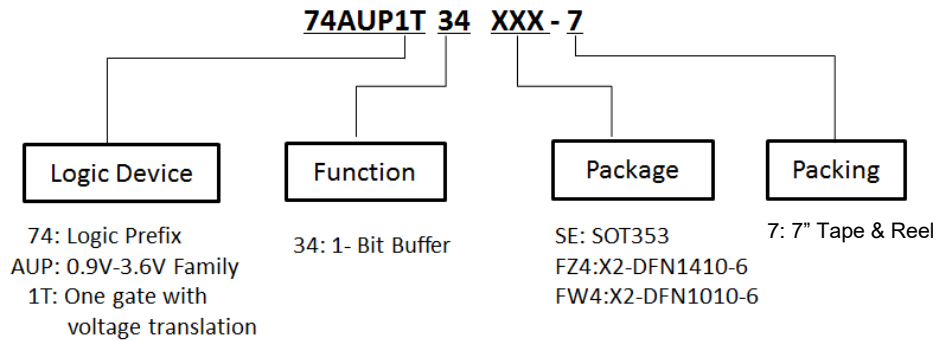 74AUP1T 34 XXX - 7
Logic Device
Function
Package
Packing
74: Logic Prefix
AUP: 0.9V-3.6V Family
1T: One gate with
voltage translation
34: 1- Bit Buffer
SE: SOT353
FZ4:X2-DFN1410-6
FW4:X2-DFN1010-6
7: 7” Tape & Reel